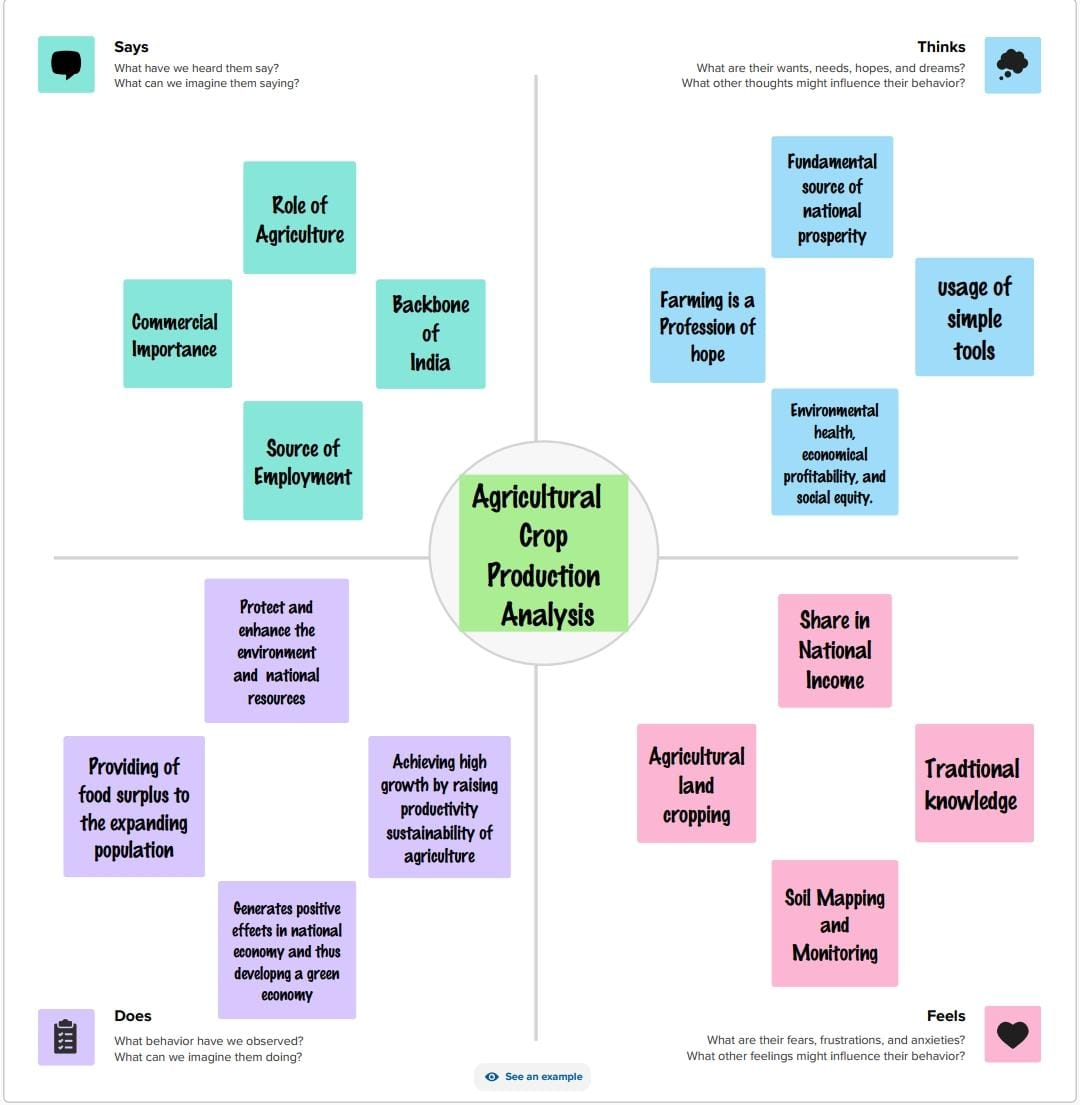 Says
What have we heard them say?
What can we imagine them saying?
Role of
Agriculture
Commercial
Importance
Backbone
of
India
Source of
Employment
Thinks
What are their wants, needs, hopes, and dreams?
What other thoughts might influence their behavior?
Fundamental
source of
national
prosperity
Farming is a
Profession of
hope
usage of
simple
tools
Environmental
health,
economical
profitability, and
social equity.
Agricultural
Crop
Production
Analysis
Protect and
enhance the
environment
and national
resources
Providing of
food surplus to
the expanding
population
Achieving high
growth by raising
productivity
sustainability of
agriculture
Generates positive
effects in national
economy and thus
developng a green
economy
Does
What behavior have we observed?
What can we imagine them doing?
Share in
National
Income
Agricultural
land
cropping
Tradtional
knowledge
Soil Mapping
and
Monitoring
Feels
What are their fears, frustrations, and anxieties?
What other feelings might influence their behavior?
See an example